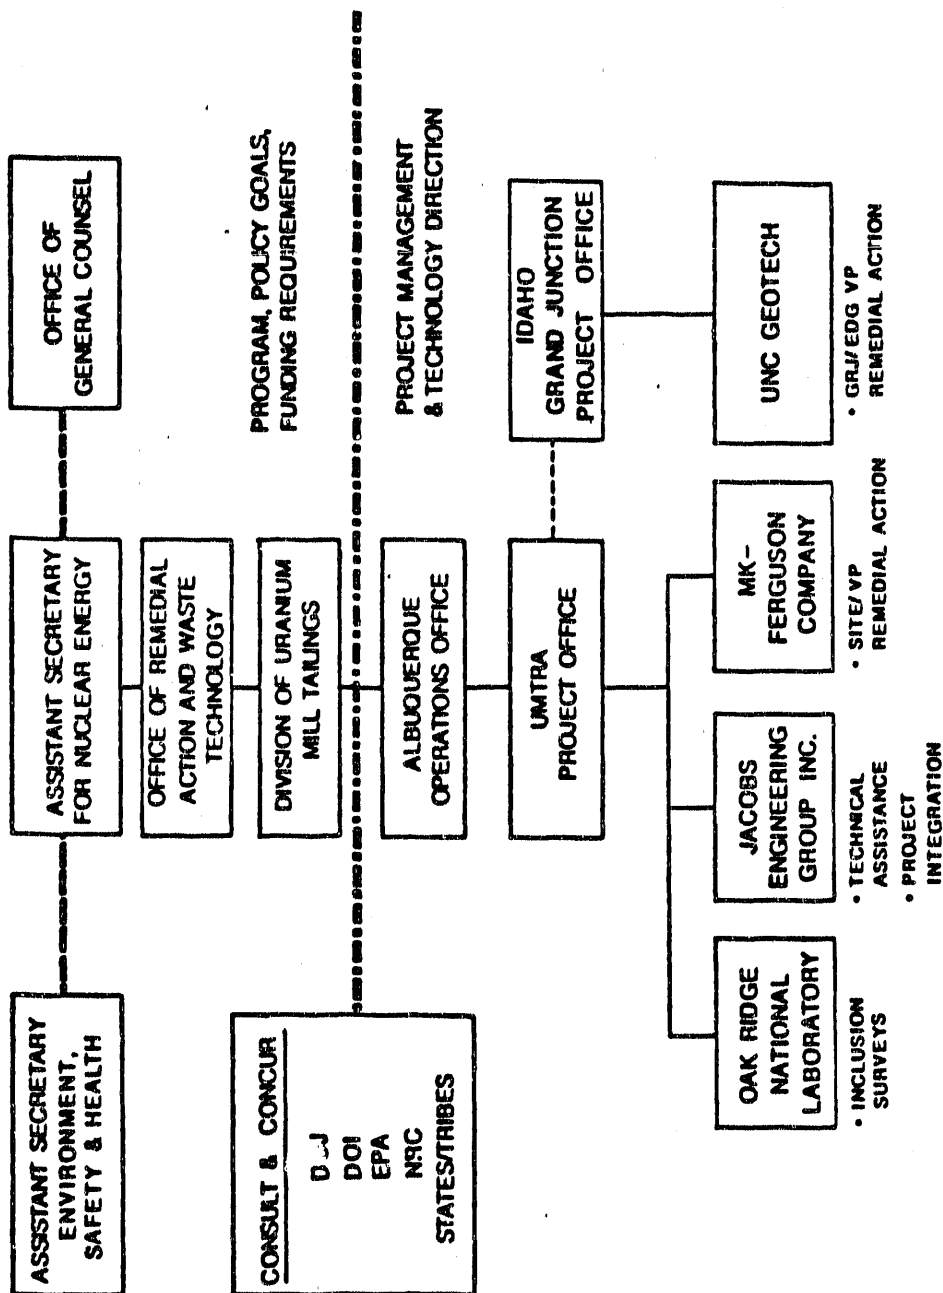 ASSISTANT SECRETARY
ENVIRONMENT,
SAFETY & HEALTH
ASSISTANT SECRETARY
FOR NUCLEAR ENERGY
OFFICE OF
GENERAL COUNSEL
OFFICE OF REMEDIAL
ACTION AND WASTE
TECHNOLOGY
CONSULT & CONCUR
DOI
EPA
NRC
STATES/TRIBES
DIVISION OF URANIUM
MILL TAILINGS
PROGRAM, POLICY GOALS,
FUNDING REQUIREMENTS
ALBUQUERQUE
OPERATIONS OFFICE
PROJECT MANAGEMENT
& TECHNOLOGY DIRECTION
UMTRA
PROJECT OFFICE
IDAHO
GRAND JUNCTION
PROJECT OFFICE
OAK RIDGE
NATIONAL
LABORATORY
• INCLUSION
SURVEYS
JACOBS
ENGINEERING
GROUP INC.
• TECHNICAL
ASSISTANCE
• PROJECT
INTEGRATION
MK-
FERGUSON
COMPANY
• SITE/VP
REMEDIAL ACTION
UNC GEOTECH
• GRJ/EDG VP
REMEDIAL ACTION